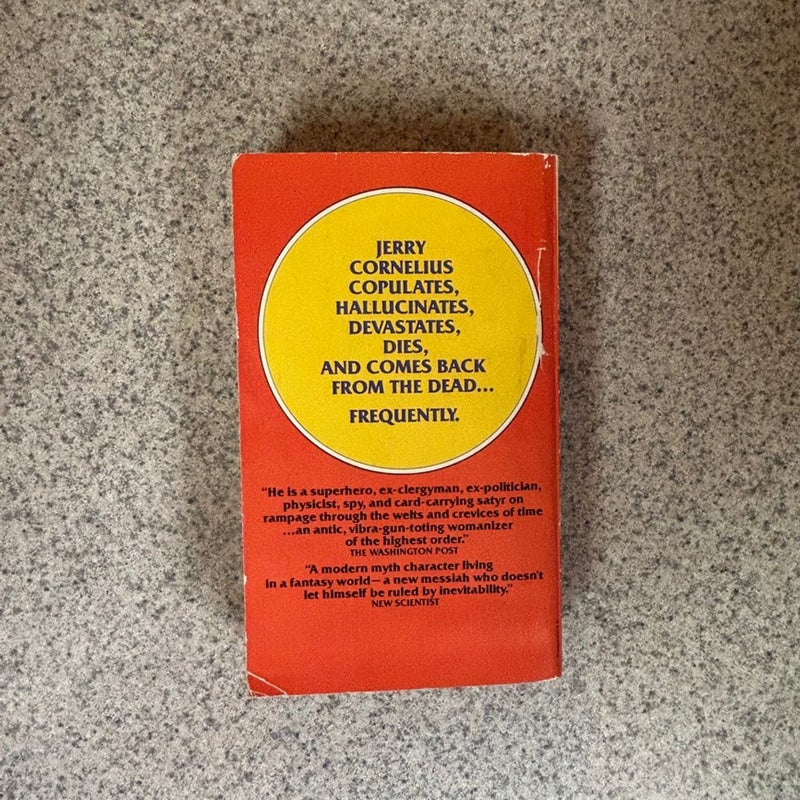 JERRY
CORNELIUS
COPULATES,
HALLUCINATES,
DEVASTATES,
DIES,
AND COMES BACK
FROM THE DEAD...
FREQUENTLY.
"He is a superhero, ex-clergyman, ex-politician,
physicist, spy, and card-carrying satyr on
rampage through the welts and crevices of time
...an antic, vibra-gun-toting womanizer
of the highest order."
THE WASHINGTON POST
"A modern myth character living
in a fantasy world—a new messiah who doesn't
let himself be ruled by inevitability."
NEW SCIENTIST